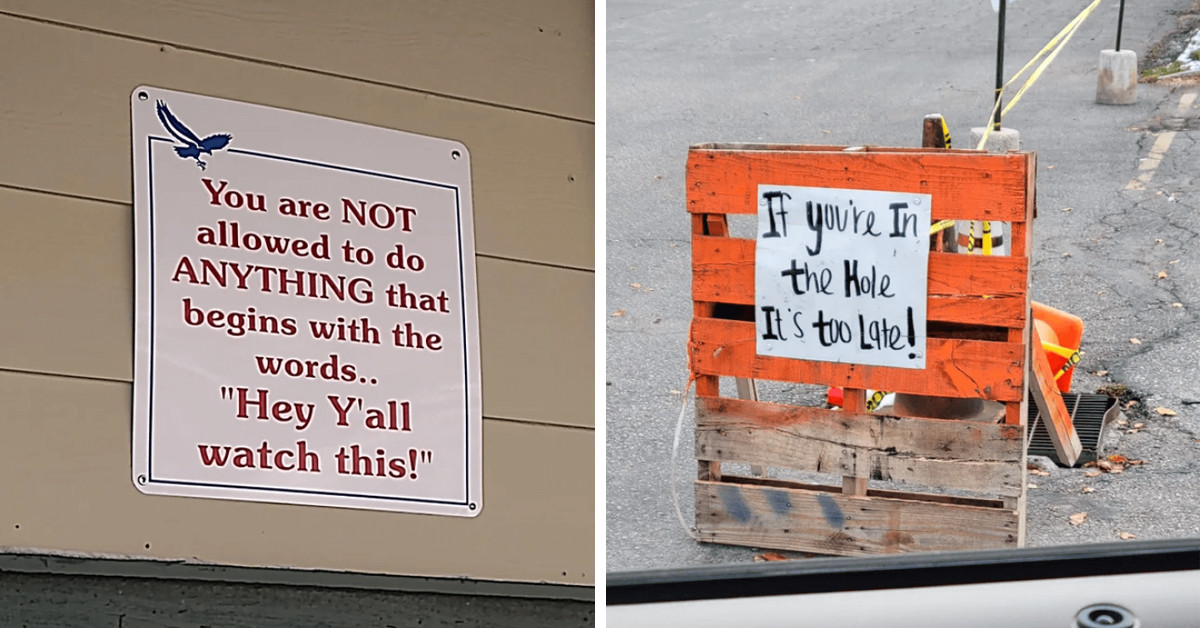 You are NOT
allowed to do
ANYTHING that
begins with the
words..
"Hey Y'all
watch this!"
If you're In
the Hole
It's too Late!